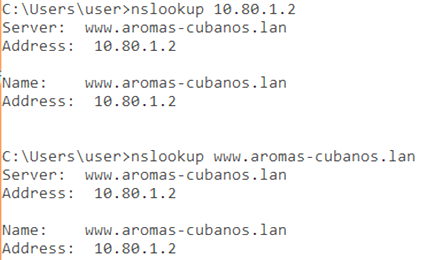 C:\Users\user>nslookup 10.80.1.2
Server:  www.aromas-cubanos.lan
Address:  10.80.1.2

Name:    www.aromas-cubanos.lan
Address:  10.80.1.2

C:\Users\user>nslookup www.aromas-cubanos.lan
Server:  www.aromas-cubanos.lan
Address:  10.80.1.2

Name:    www.aromas-cubanos.lan
Address:  10.80.1.2